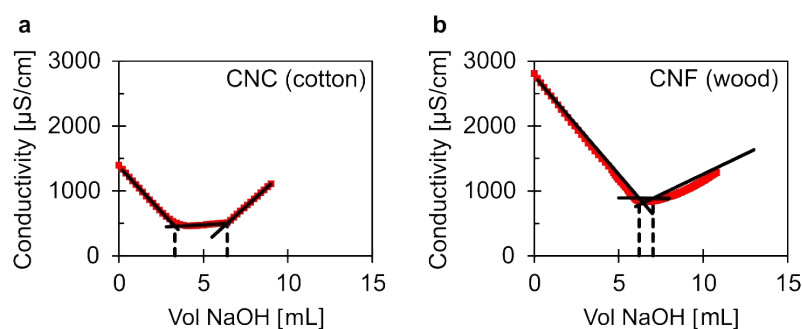 a
3000
2000
1000
0
Conductivity [µS/cm]
CNC (cotton)
0
5
10
15
Vol NaOH [mL]
b
3000
2000
1000
0
Conductivity [µS/cm]
CNF (wood)
0
5
10
15
Vol NaOH [mL]